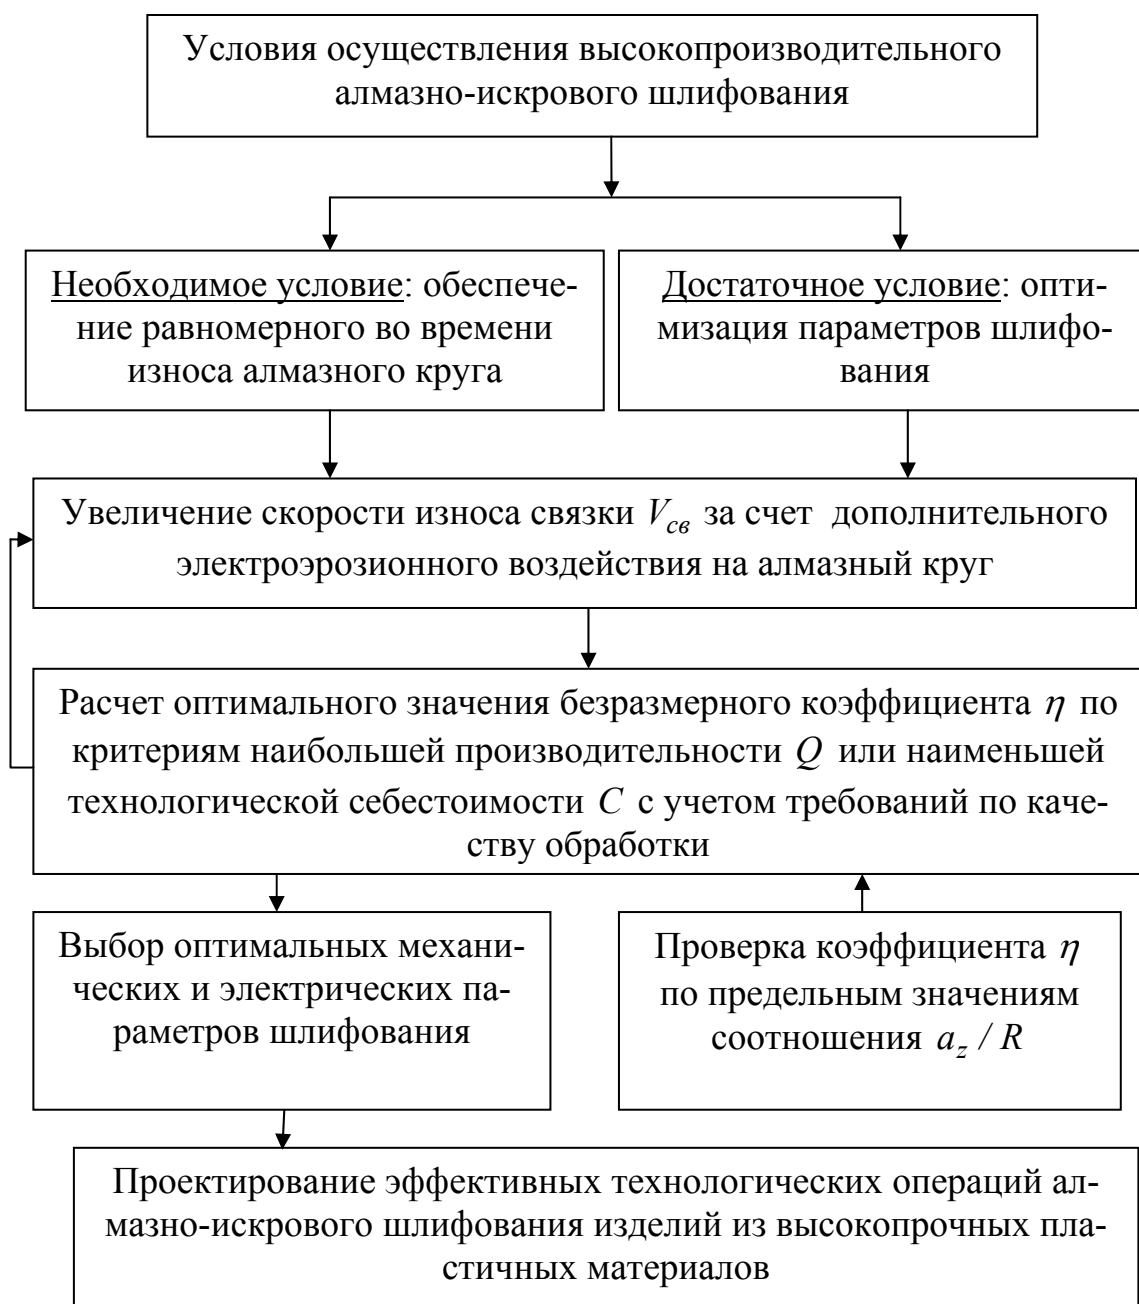 Условия осуществления высокопроизводительного
алмазно-искрового шлифования
Необходимое условие: обеспече-
ние равномерного во времени
износа алмазного круга
Достаточное условие: опти-
мизация параметров шлифо-
вания
Увеличение скорости износа связки V_св за счет дополнительного
электроэрозионного воздействия на алмазный круг
Расчет оптимального значения безразмерного коэффициента η по
критериям наибольшей производительности Q или наименьшей
технологической себестоимости C с учетом требований по каче-
ству обработки
Выбор оптимальных механи-
ческих и электрических па-
раметров шлифования
Проверка коэффициента η
по предельным значениям
соотношения a_z / R
Проектирование эффективных технологических операций ал-
мазно-искрового шлифования изделий из высокопрочных пла-
стичных материалов